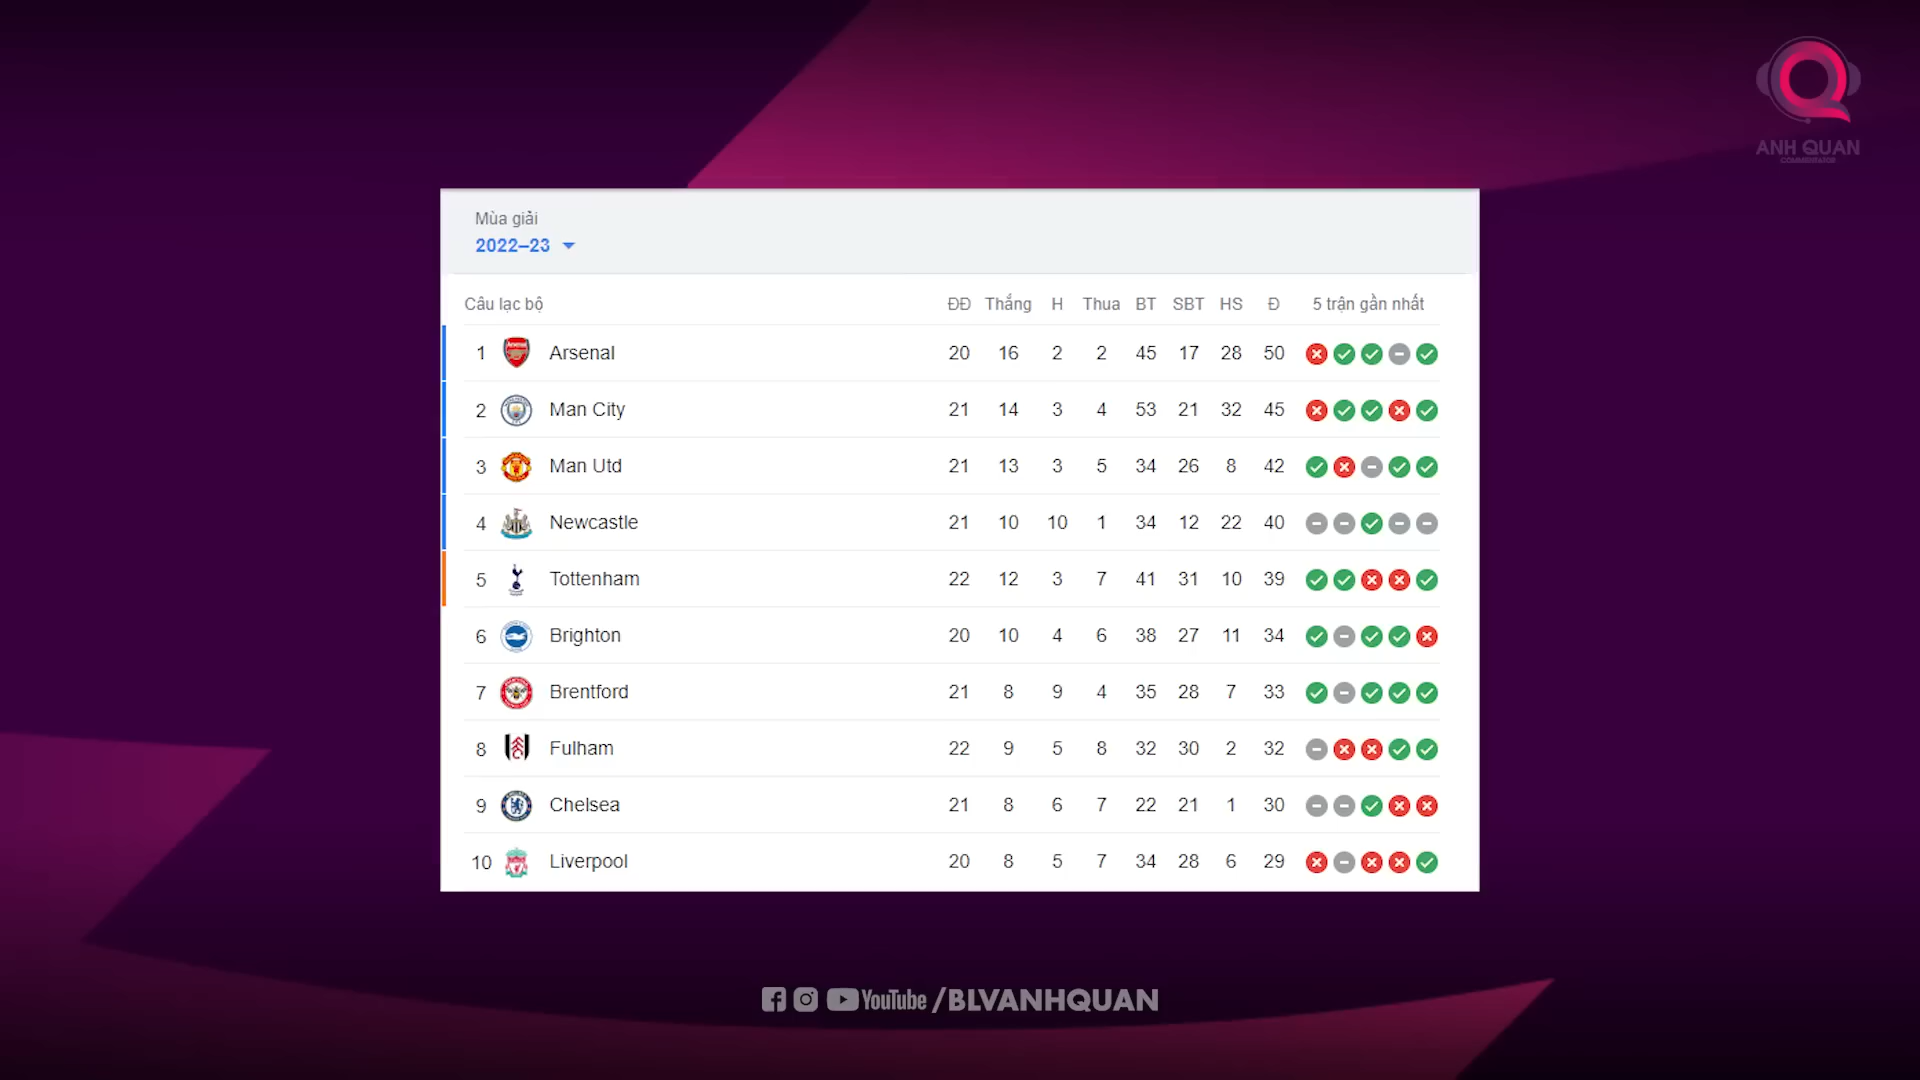 ANH QUAN
COMMENTATOR
Mùa giải
2022–23
Câu lạc bộ ĐĐ Thắng H Thua BT SBT HS Đ 5 trận gần nhất
1 Arsenal 20 16 2 2 45 17 28 50
2 Man City 21 14 3 4 53 21 32 45
3 Man Utd 21 13 3 5 34 26 8 42
4 Newcastle 21 10 10 1 34 12 22 40
5 Tottenham 22 12 3 7 41 31 10 39
6 Brighton 20 10 4 6 38 27 11 34
7 Brentford 21 8 9 4 35 28 7 33
8 Fulham 22 9 5 8 32 30 2 32
9 Chelsea 21 8 6 7 22 21 1 30
10 Liverpool 20 8 5 7 34 28 6 29
YouTube /BLVANHQUAN